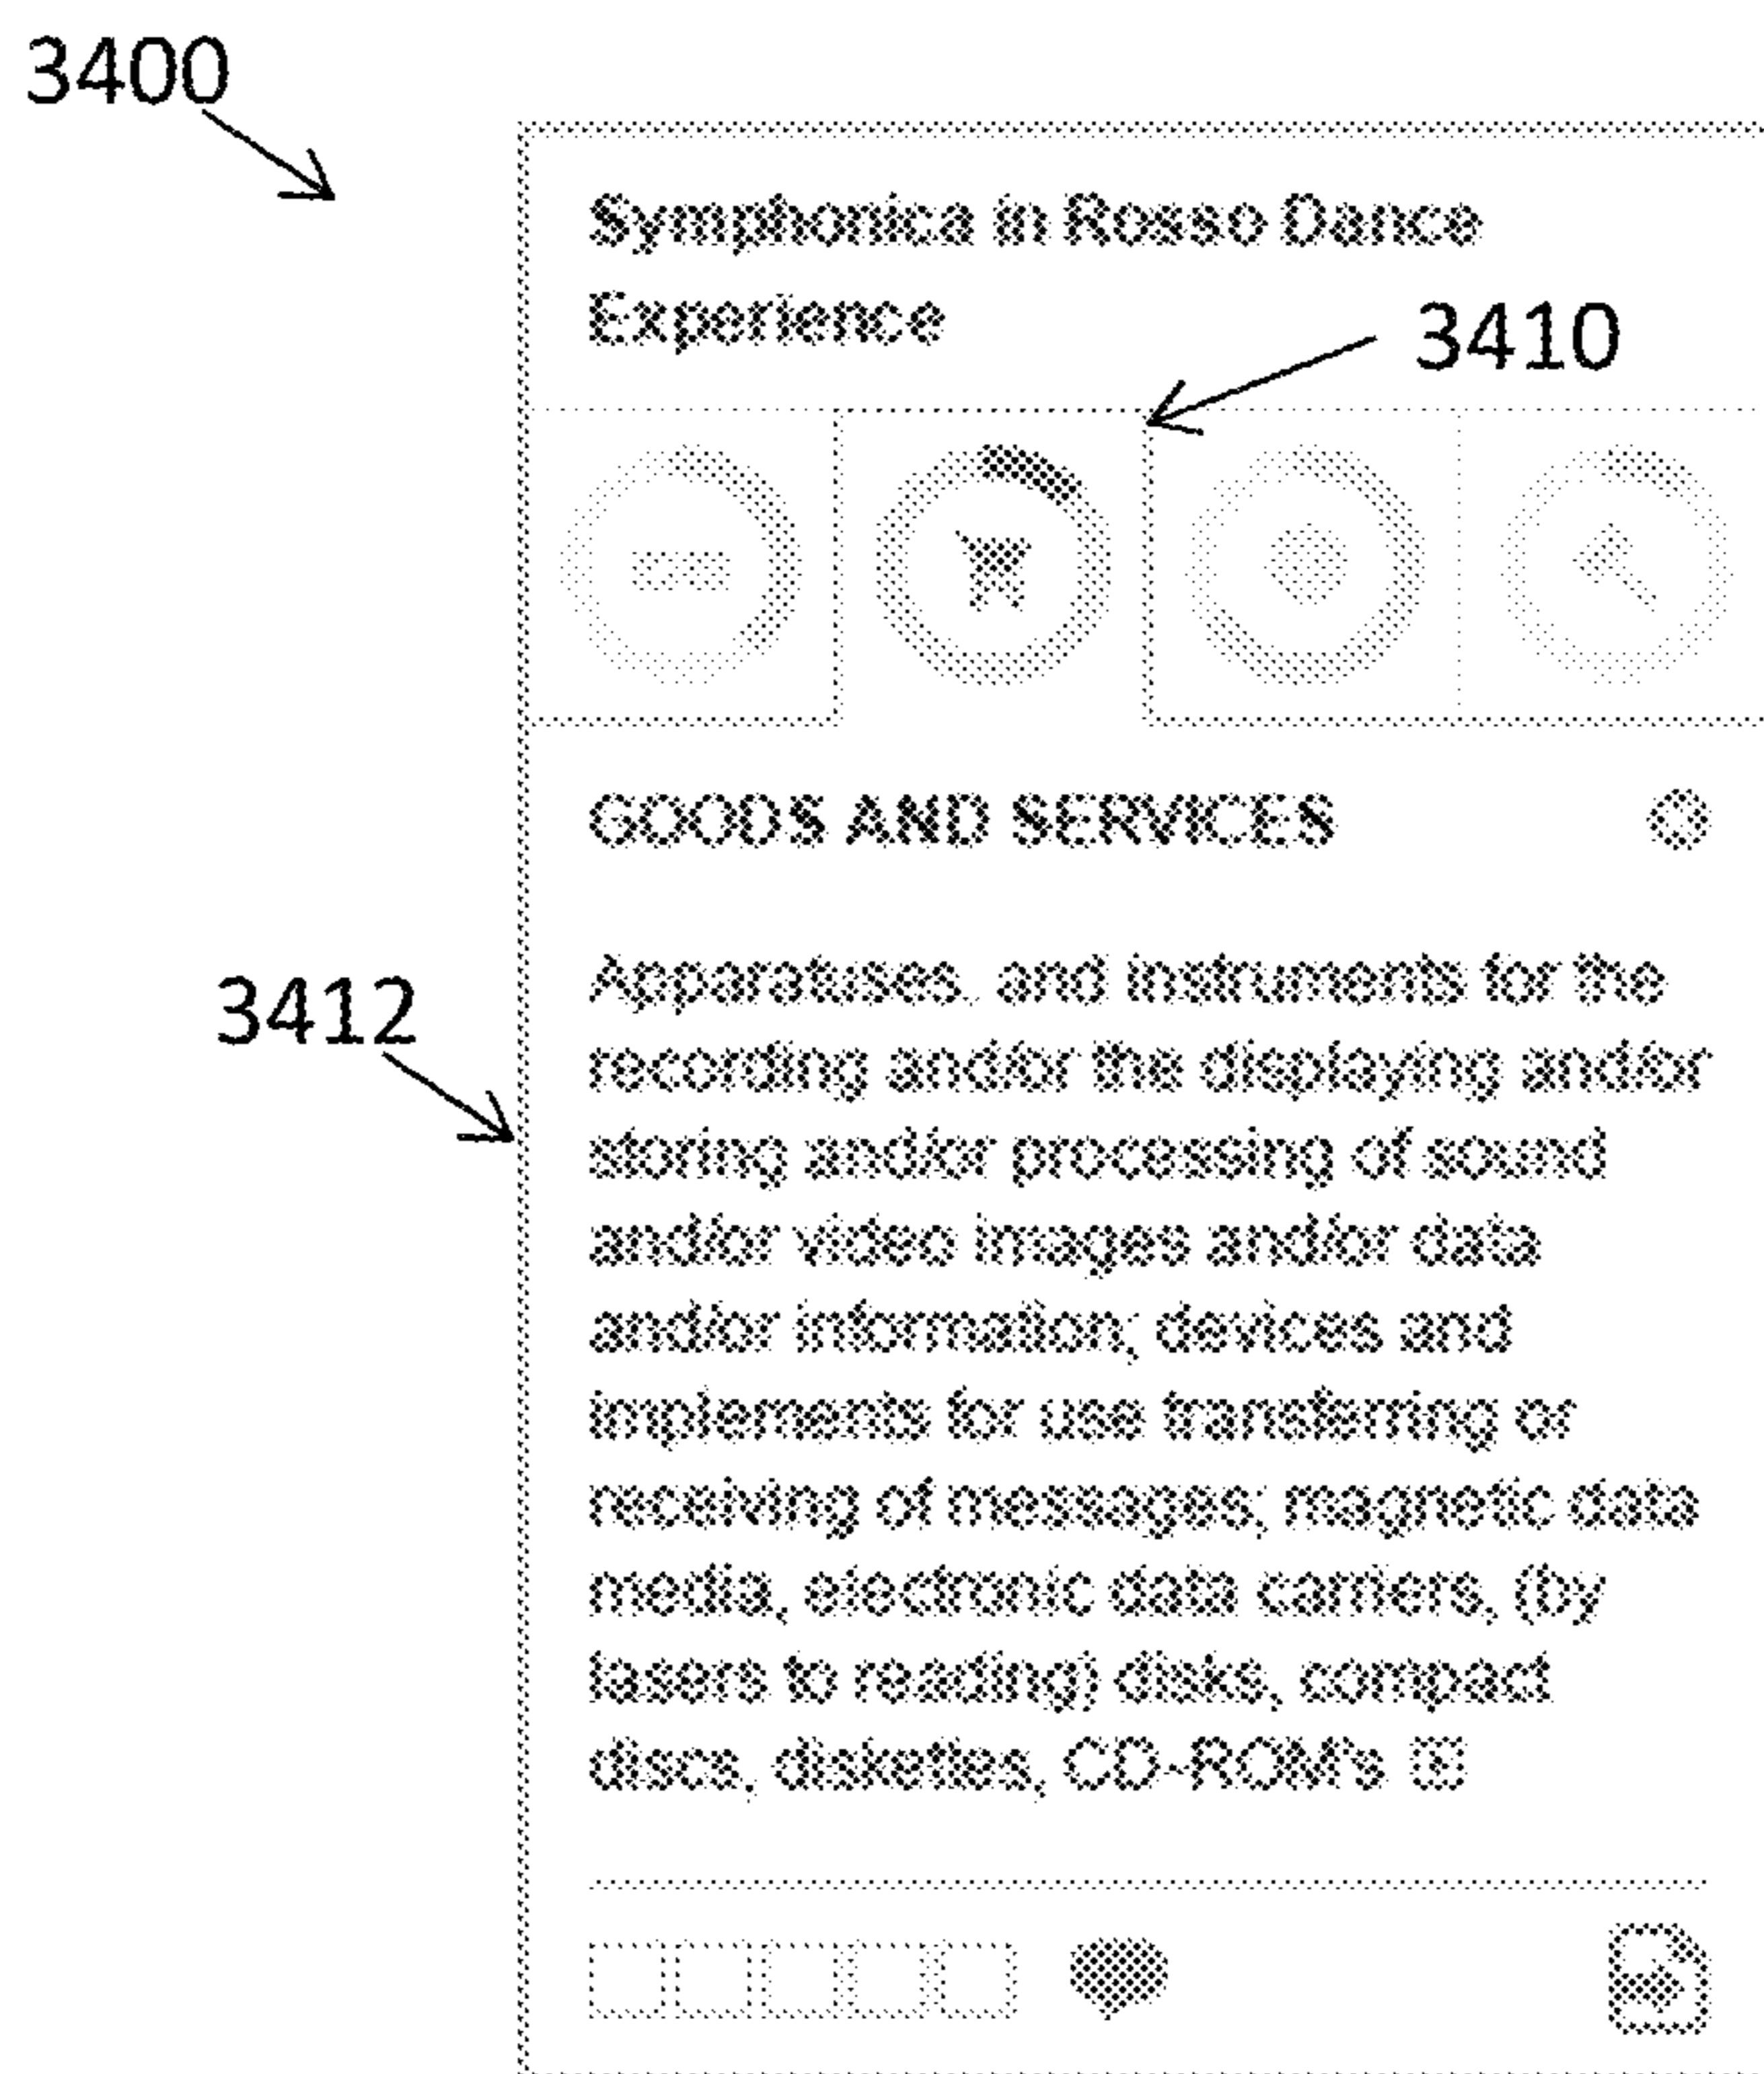 3400
Symphonica in Rosso Dance
Experience
3410
GOODS AND SERVICES
3412
Apparatuses, and instruments for the
recording and/or the displaying and/or
storing and/or processing of sound
and/or video images and/or data
and/or information; devices and
implements for use transferring or
receiving of messages; magnetic data
media, electronic data carriers, (by
lasers to reading) disks, compact
discs, diskettes, CD-ROM's